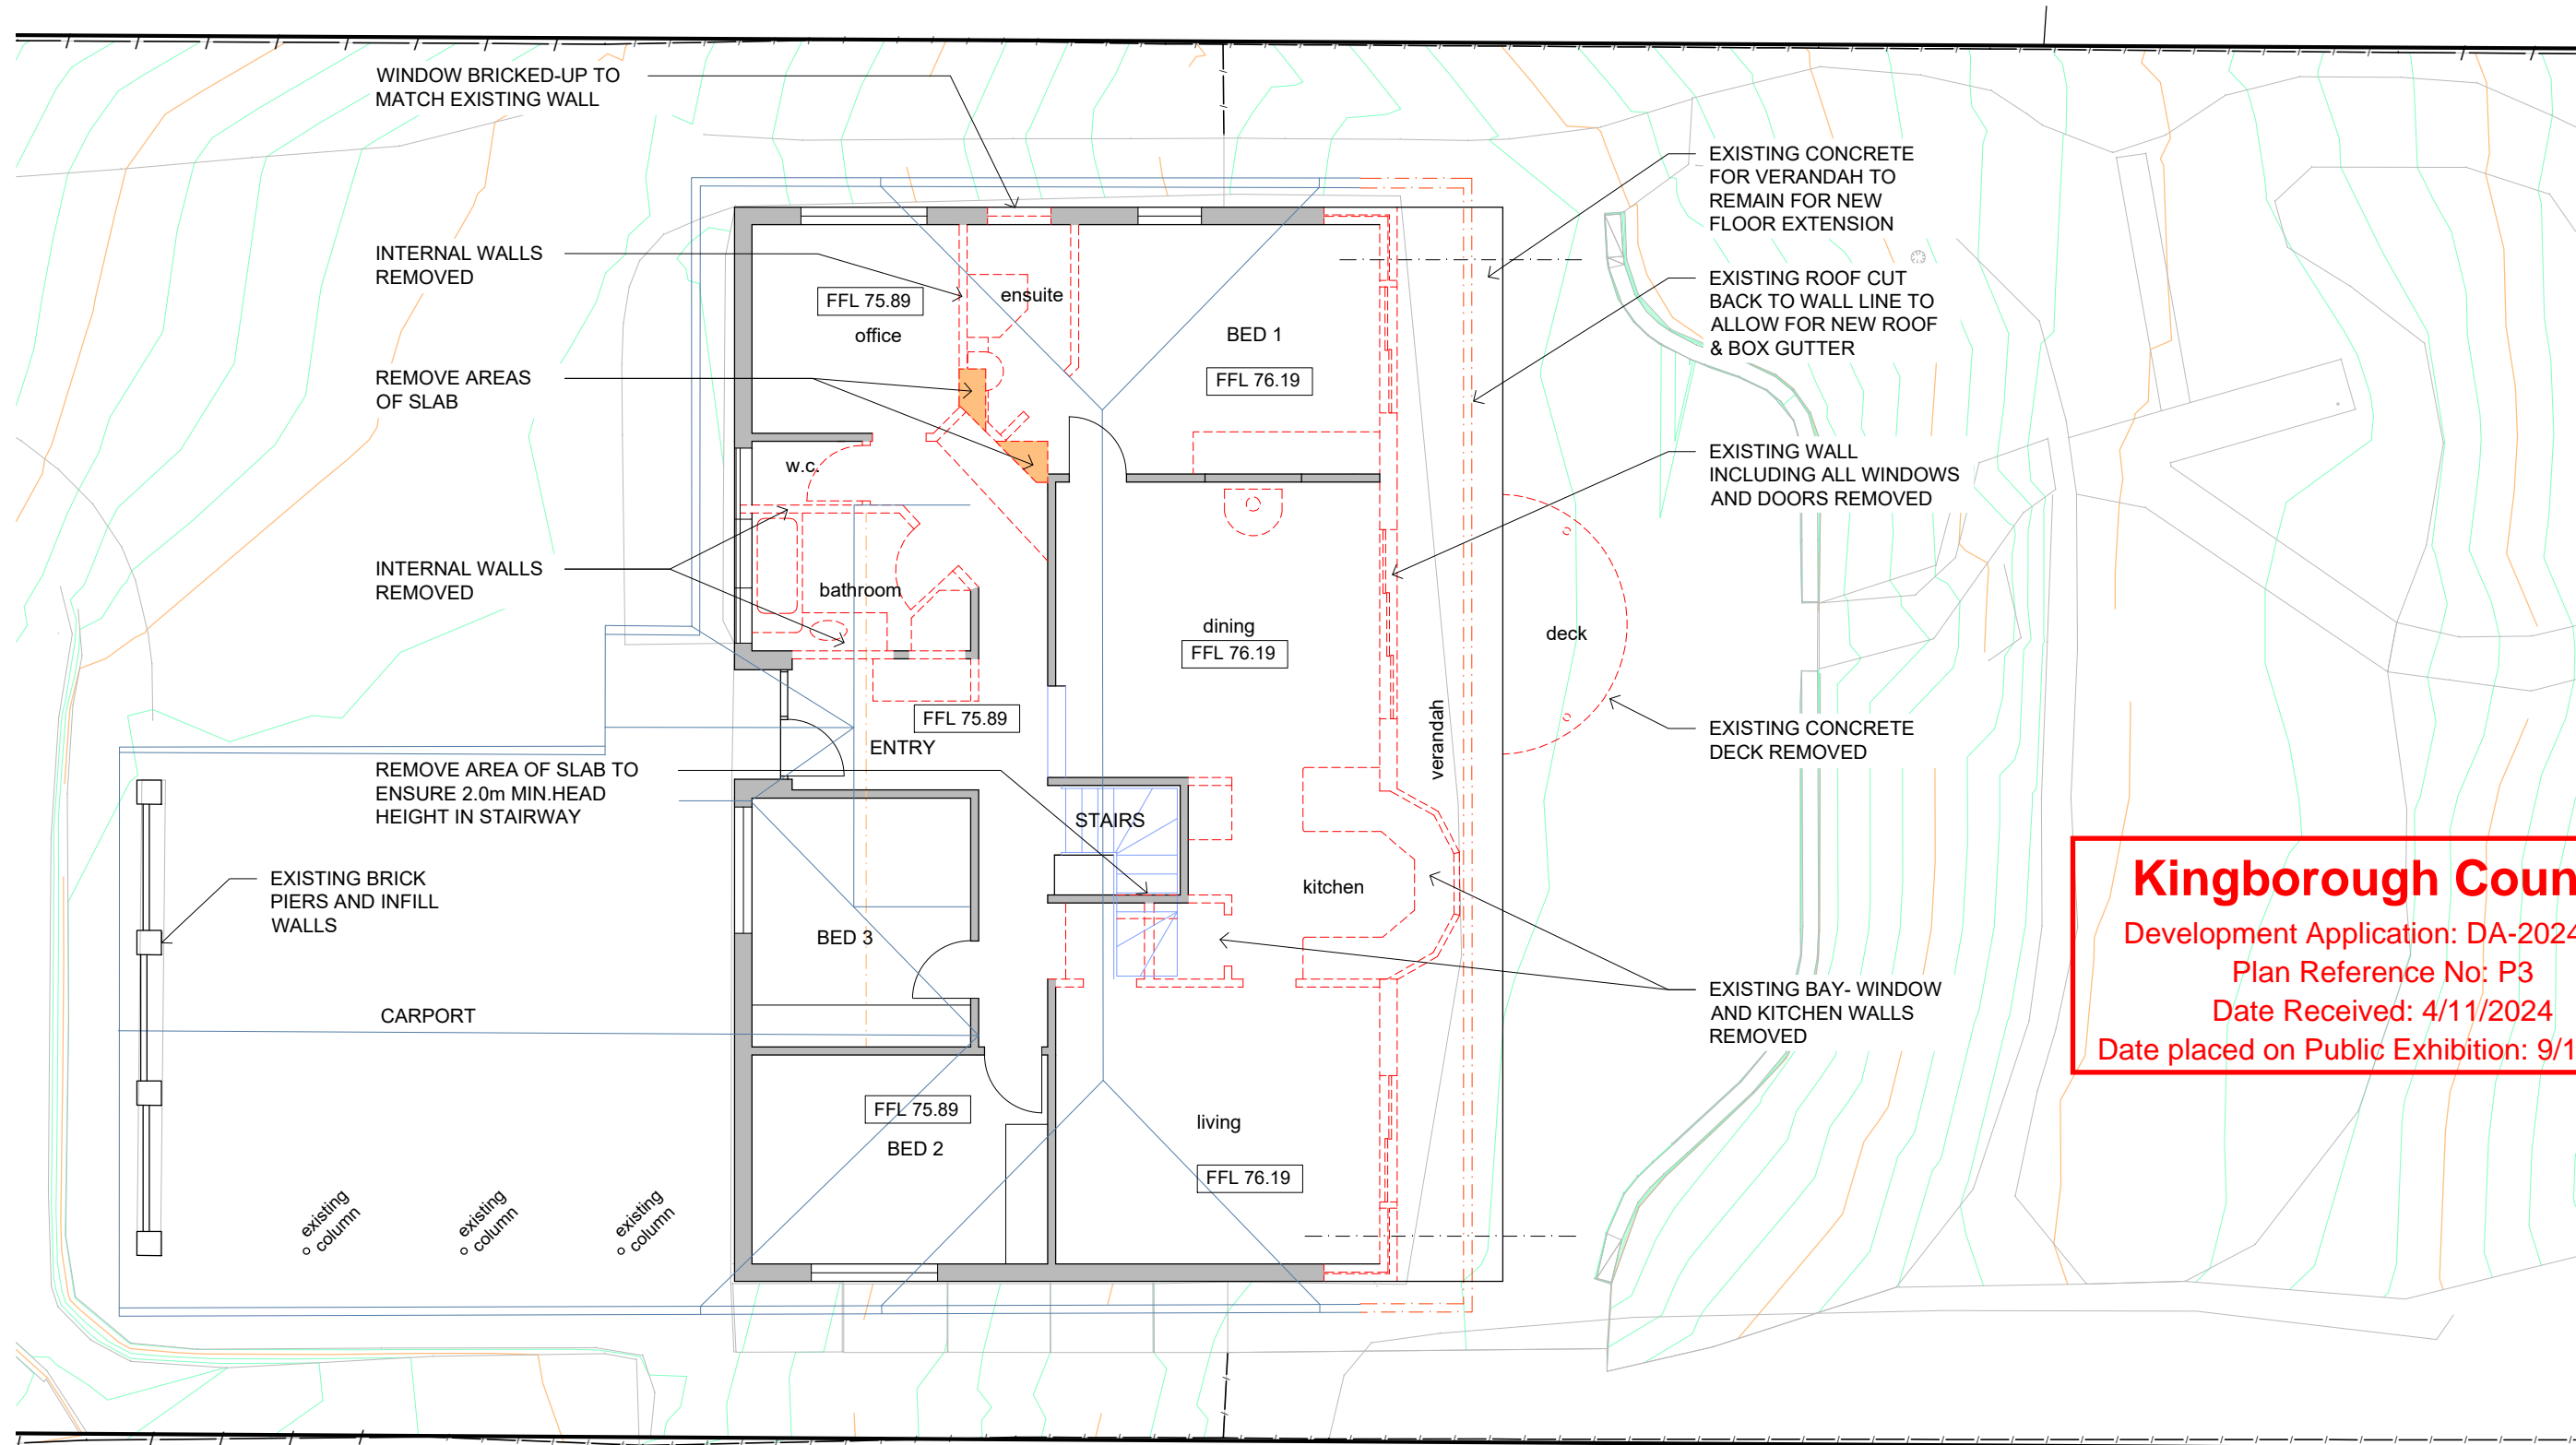 WINDOW BRICKED-UP TO
MATCH EXISTING WALL
INTERNAL WALLS
REMOVED
REMOVE AREAS
OF SLAB
INTERNAL WALLS
REMOVED
REMOVE AREA OF SLAB TO
ENSURE 2.0m MIN.HEAD
HEIGHT IN STAIRWAY
EXISTING BRICK
PIERS AND INFILL
WALLS
CARPORT
existing
column
existing
column
existing
column
FFL 75.89
office
ensuite
BED 1
FFL 76.19
w.c.
bathroom
dining
FFL 76.19
FFL 75.89
ENTRY
STAIRS
kitchen
BED 3
FFL 75.89
BED 2
living
FFL 76.19
verandah
deck
EXISTING CONCRETE
FOR VERANDAH TO
REMAIN FOR NEW
FLOOR EXTENSION
EXISTING ROOF CUT
BACK TO WALL LINE TO
ALLOW FOR NEW ROOF
& BOX GUTTER
EXISTING WALL
INCLUDING ALL WINDOWS
AND DOORS REMOVED
EXISTING CONCRETE
DECK REMOVED
EXISTING BAY- WINDOW
AND KITCHEN WALLS
REMOVED
Kingborough Coun
Development Application: DA-2024
Plan Reference No: P3
Date Received: 4/11/2024
Date placed on Public Exhibition: 9/1